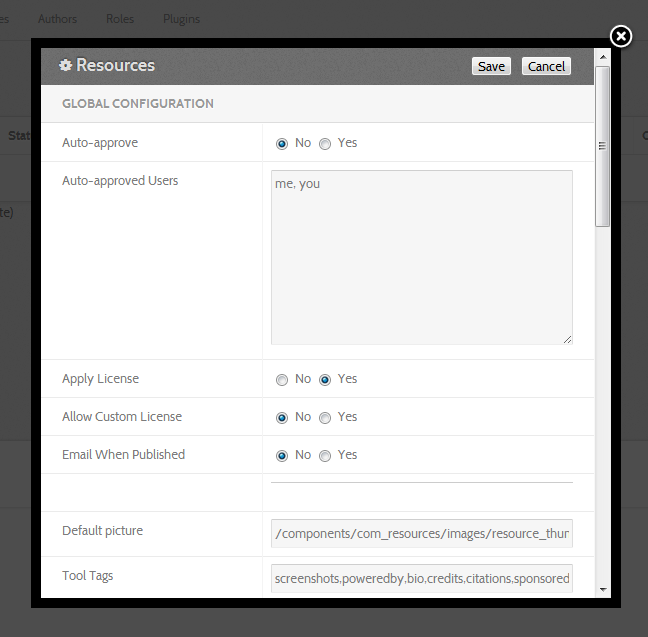 es Authors Roles Plugins
Resources Save Cancel
GLOBAL CONFIGURATION
Auto-approve No Yes
Auto-approved Users me, you
Apply License No Yes
Allow Custom License No Yes
Email When Published No Yes
Default picture /components/com_resources/images/resource_thur
Tool Tags screenshots,poweredby,bio,credits,citations,sponsored
Stat
te)